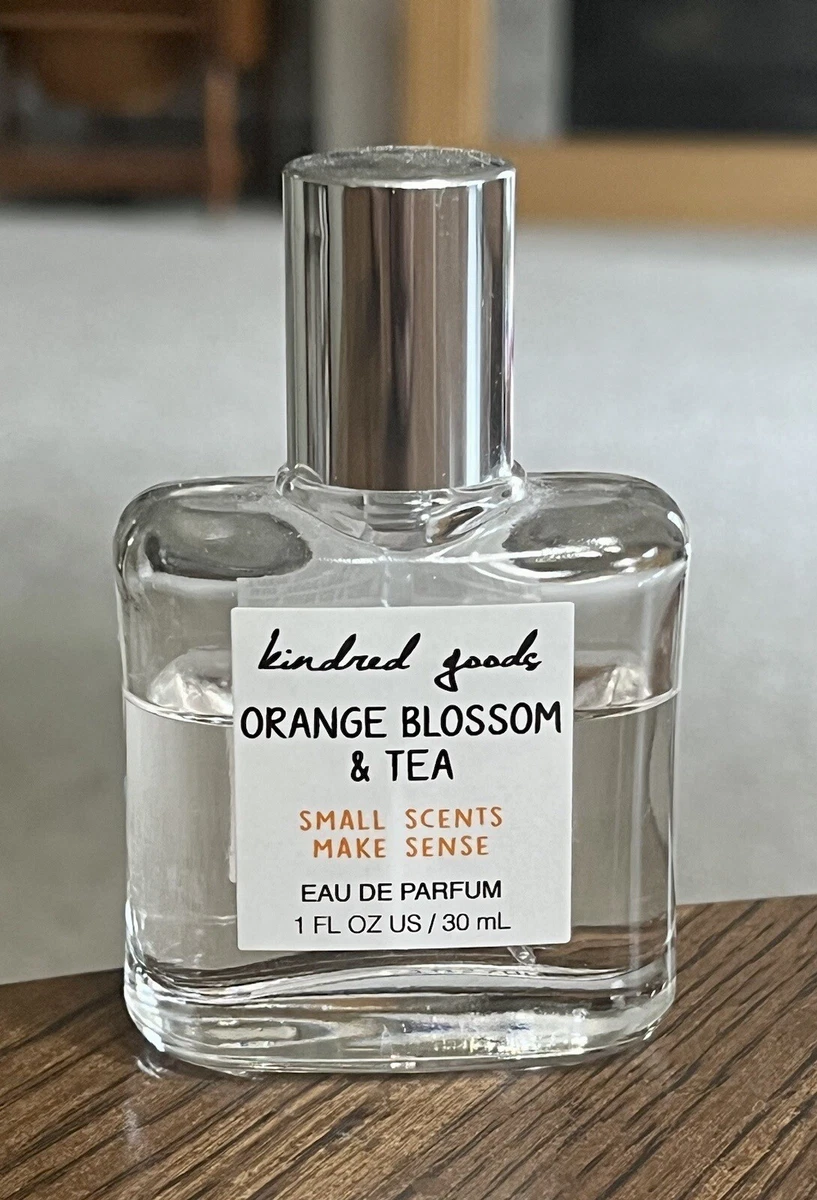 kindred goods
ORANGE BLOSSOM
& TEA
SMALL SCENTS
MAKE SENSE
EAU DE PARFUM
1 FL OZ US / 30 mL